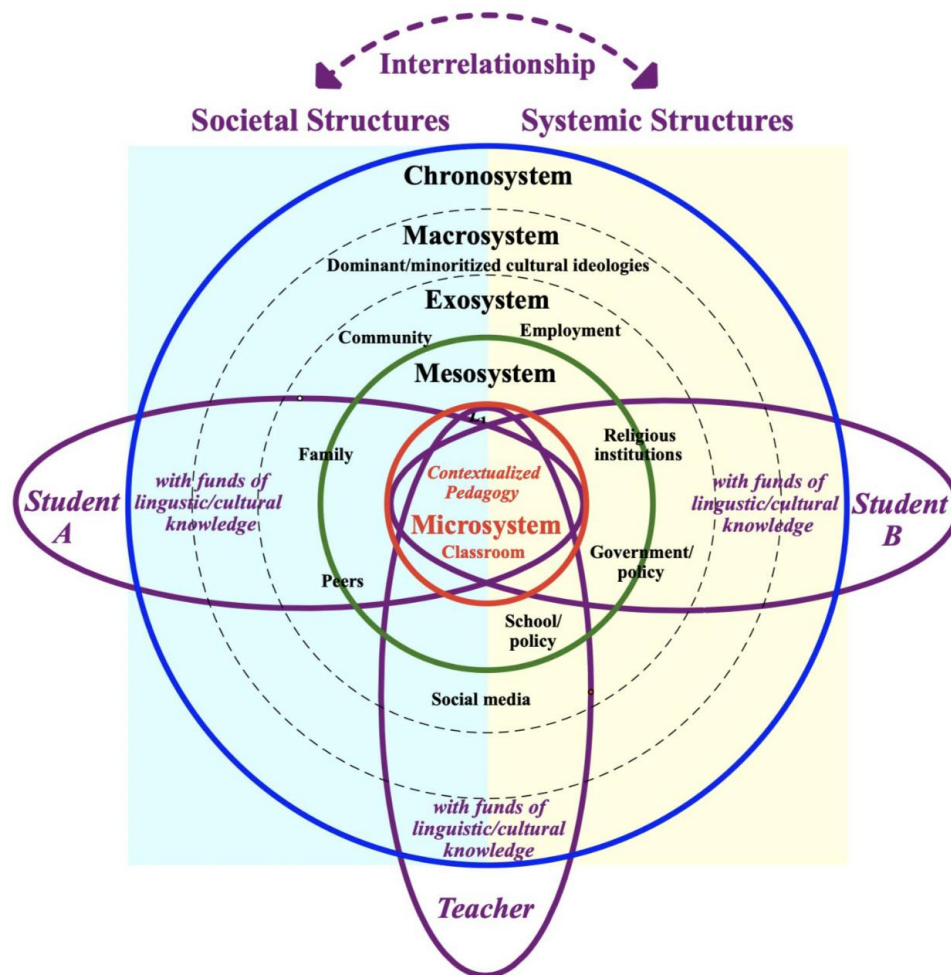 Interrelationship
Societal Structures
Systemic Structures
Chronosystem
Macrosystem
Dominant/minoritized cultural ideologies
Exosystem
Community
Employment
Mesosystem
Family
Religious
institutions
with funds of
lingustic/cultural
knowledge
Student
A
Contextualized
Pedagogy
Microsystem
Classroom
with funds of
lingustic/cultural
knowledge
Student
B
Peers
Government/
policy
School/
policy
Social media
with funds of
linguistic/cultural
knowledge
Teacher